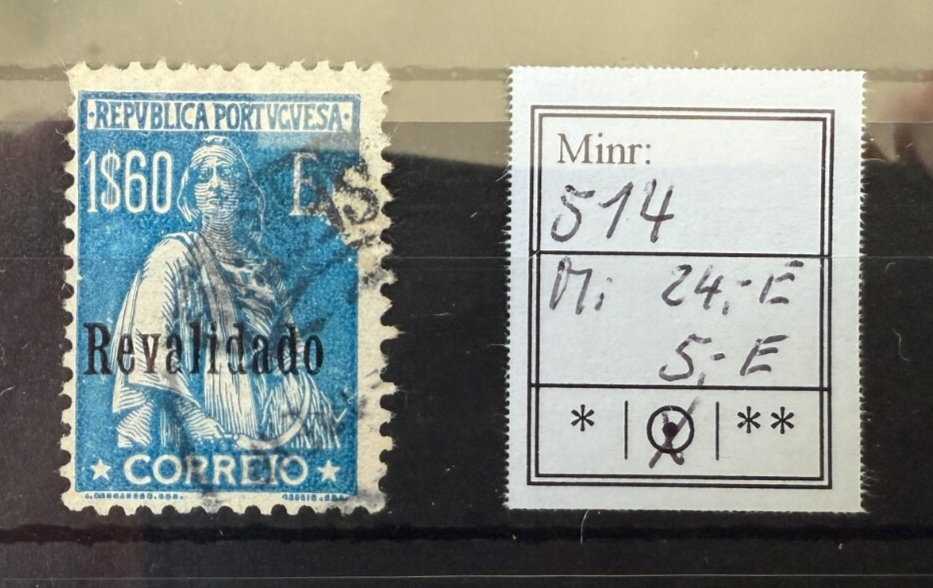 ·REPVBLICA PORTVGVESA·
1$60 E.
Revalidado
★ CORREIO ★
Minr:
514
Mi 24,- E
5,- E
* | ⊙ | **